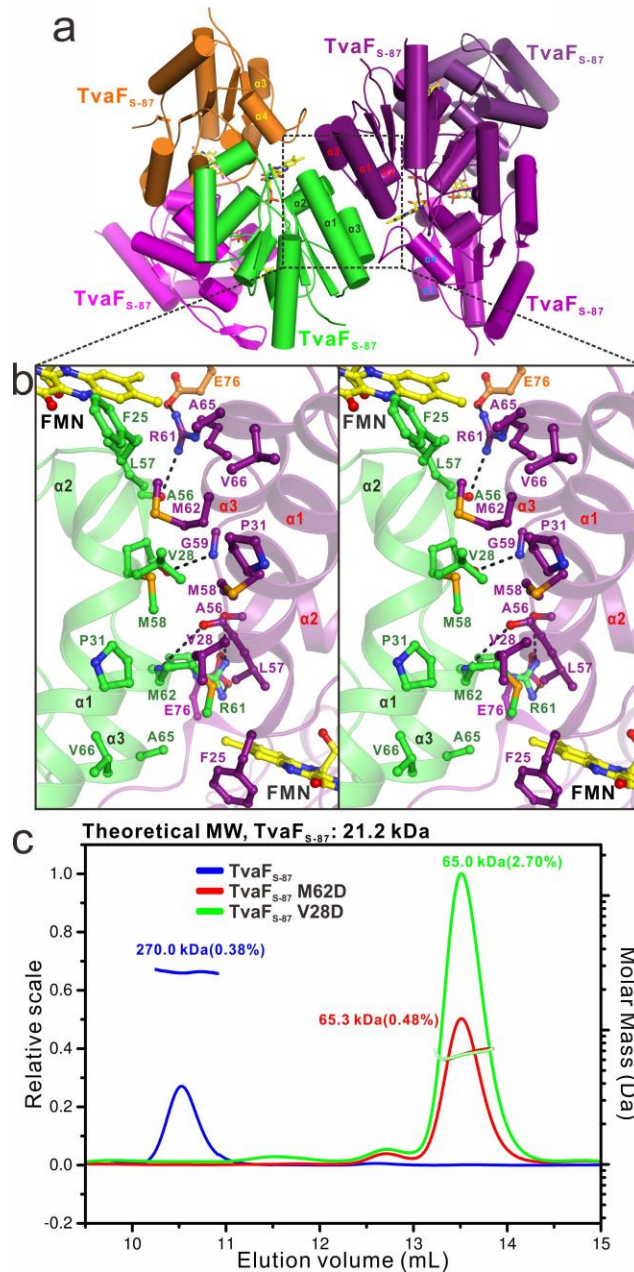 a
TvaF S-87
TvaF S-87
TvaF S-87
α3
α4
α3
α1
α2
α1
α3
α4
TvaF S-87
TvaF S-87
TvaF S-87
b
E76
E76
FMN
F25
A65
FMN
F25
A65
R61
R61
L57
V66
L57
V66
α2
A56
α2
A56
M62
α3
α1
M62
α3
α1
G59
P31
G59
P31
V28
V28
M58
M58
M58
A56
α2
M58
A56
α2
P31
V28
P31
V28
L57
L57
M62
M62
α1
E76
R61
α1
E76
R61
α3
α3
V66
A65
F25
V66
A65
F25
FMN
FMN
c
Theoretical MW, TvaF S-87: 21.2 kDa
65.0 kDa(2.70%)
TvaF S-87
TvaF S-87 M62D
TvaF S-87 V28D
270.0 kDa(0.38%)
65.3 kDa(0.48%)
1.0
0.8
0.6
0.4
0.2
0.0
-0.2
Relative scale
Molar Mass (Da)
10 11 12 13 14 15
Elution volume (mL)